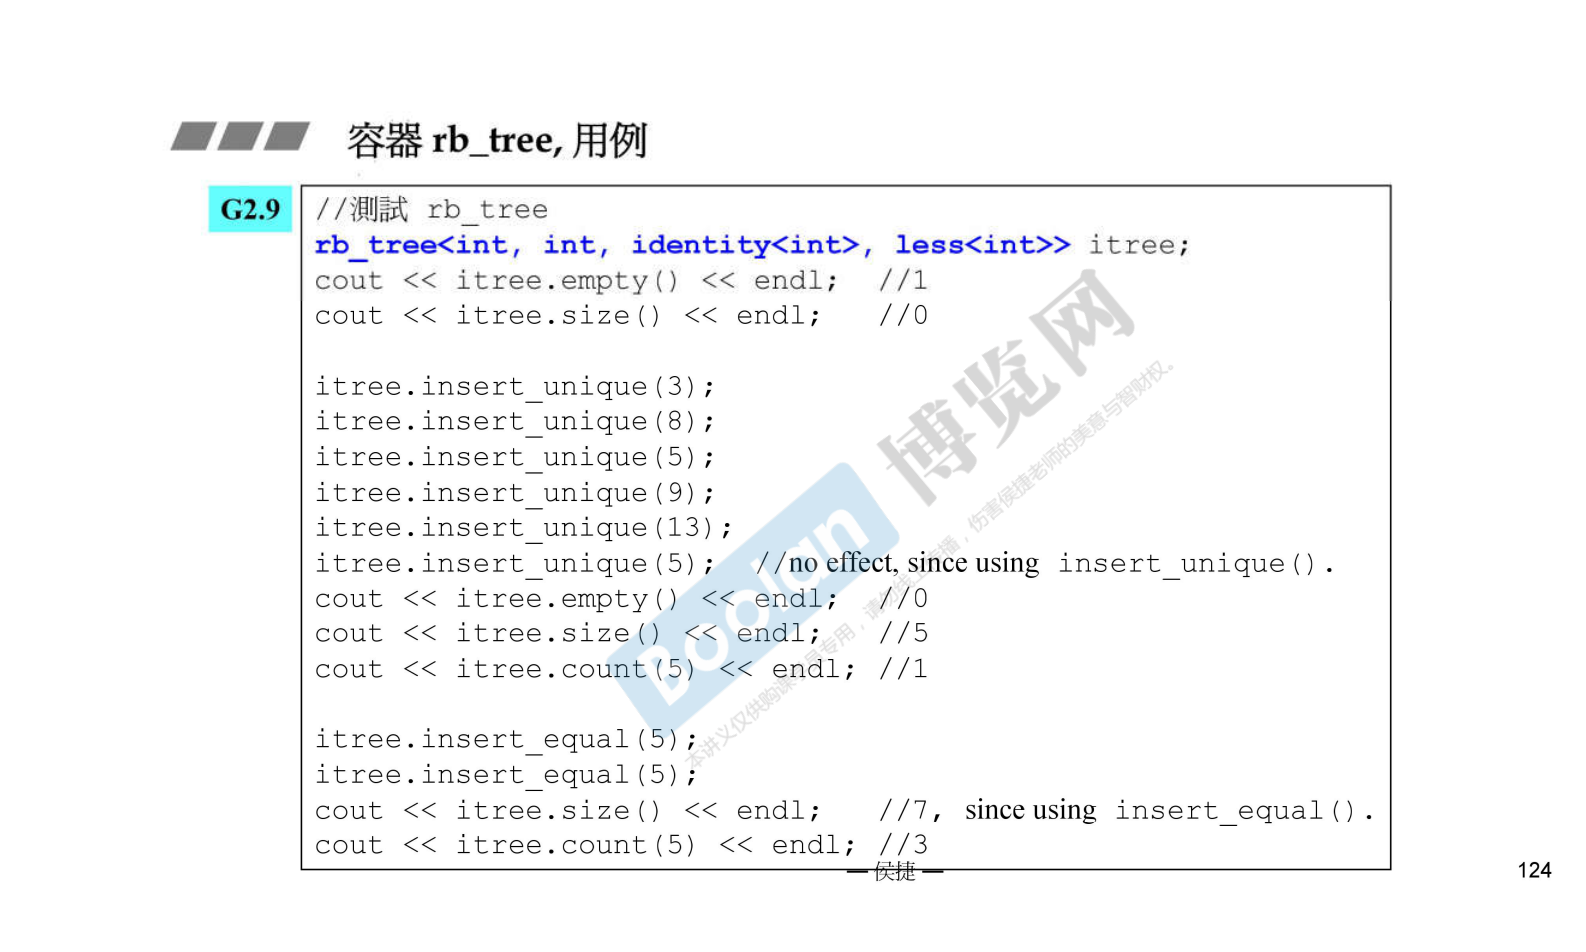 容器 rb_tree, 用例
G2.9
//測試 rb_tree
rb_tree<int, int, identity<int>, less<int>> itree;
cout << itree.empty() << endl; //1
cout << itree.size() << endl; //0
itree.insert_unique(3);
itree.insert_unique(8);
itree.insert_unique(5);
itree.insert_unique(9);
itree.insert_unique(13);
itree.insert_unique(5); //no effect, since using insert_unique().
cout << itree.empty() << endl; //0
cout << itree.size() << endl; //5
cout << itree.count(5) << endl; //1
itree.insert_equal(5);
itree.insert_equal(5);
cout << itree.size() << endl; //7, since using insert_equal().
cout << itree.count(5) << endl; //3
— 侯捷 —
124
Boolan 博览网
本讲义仅供购课学员专用，请勿线上传播，伤害侯捷老师的美意与智财权。